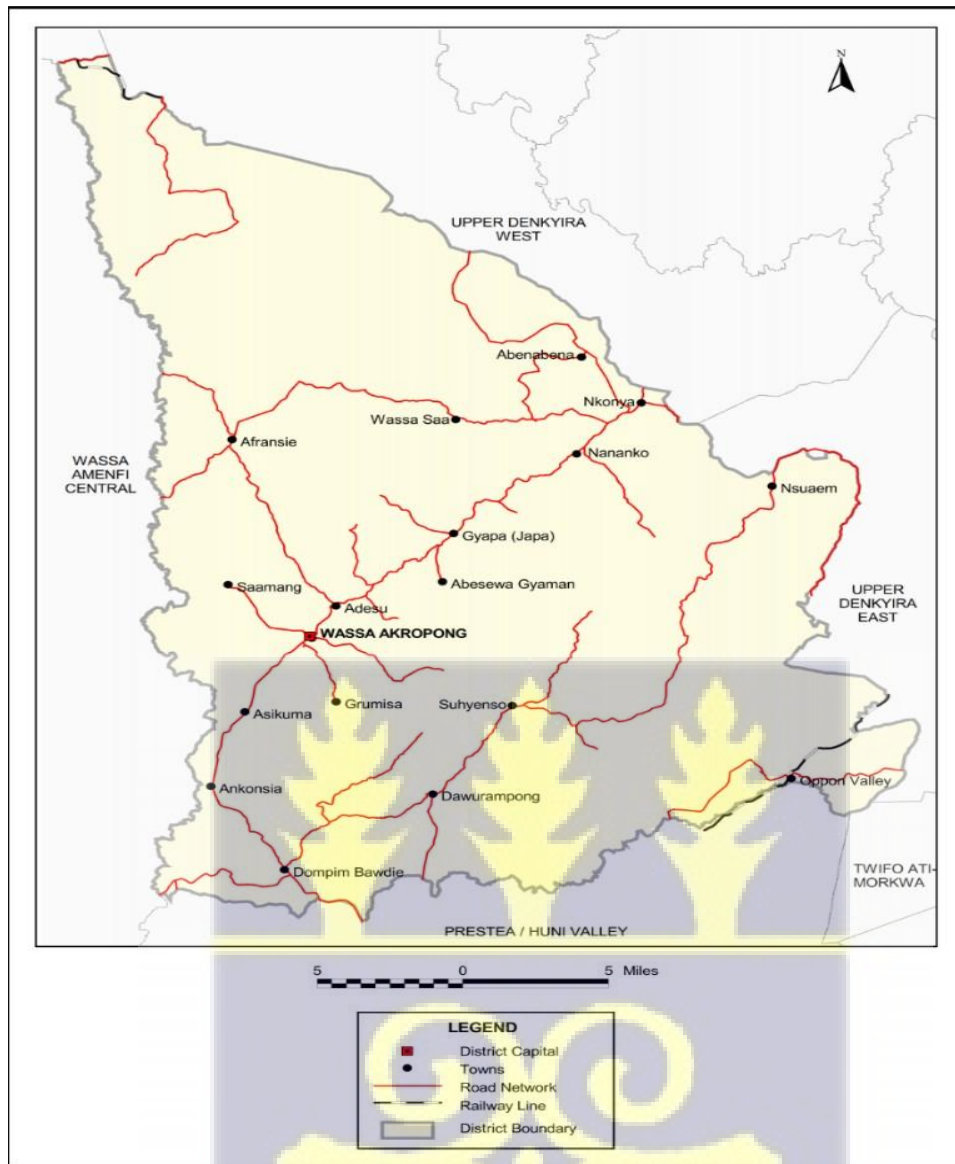 N
UPPER DENKYIRA
WEST
Abenabena
Nkonya
Wassa Saa
Afransie
WASSA
AMENFI
CENTRAL
Nananko
Nsuaem
Gyapa (Japa)
Saamang
Abesewa Gyaman
UPPER
DENKYIRA
EAST
Adesu
WASSA AKROPONG
Grumisa
Suhyenso
Asikuma
Oppon Valley
Ankonsia
Dawurampong
Dompim Bawdie
TWIFO ATI-
MORKWA
PRESTEA / HUNI VALLEY
5 0 5 Miles
LEGEND
District Capital
Towns
Road Network
Railway Line
District Boundary